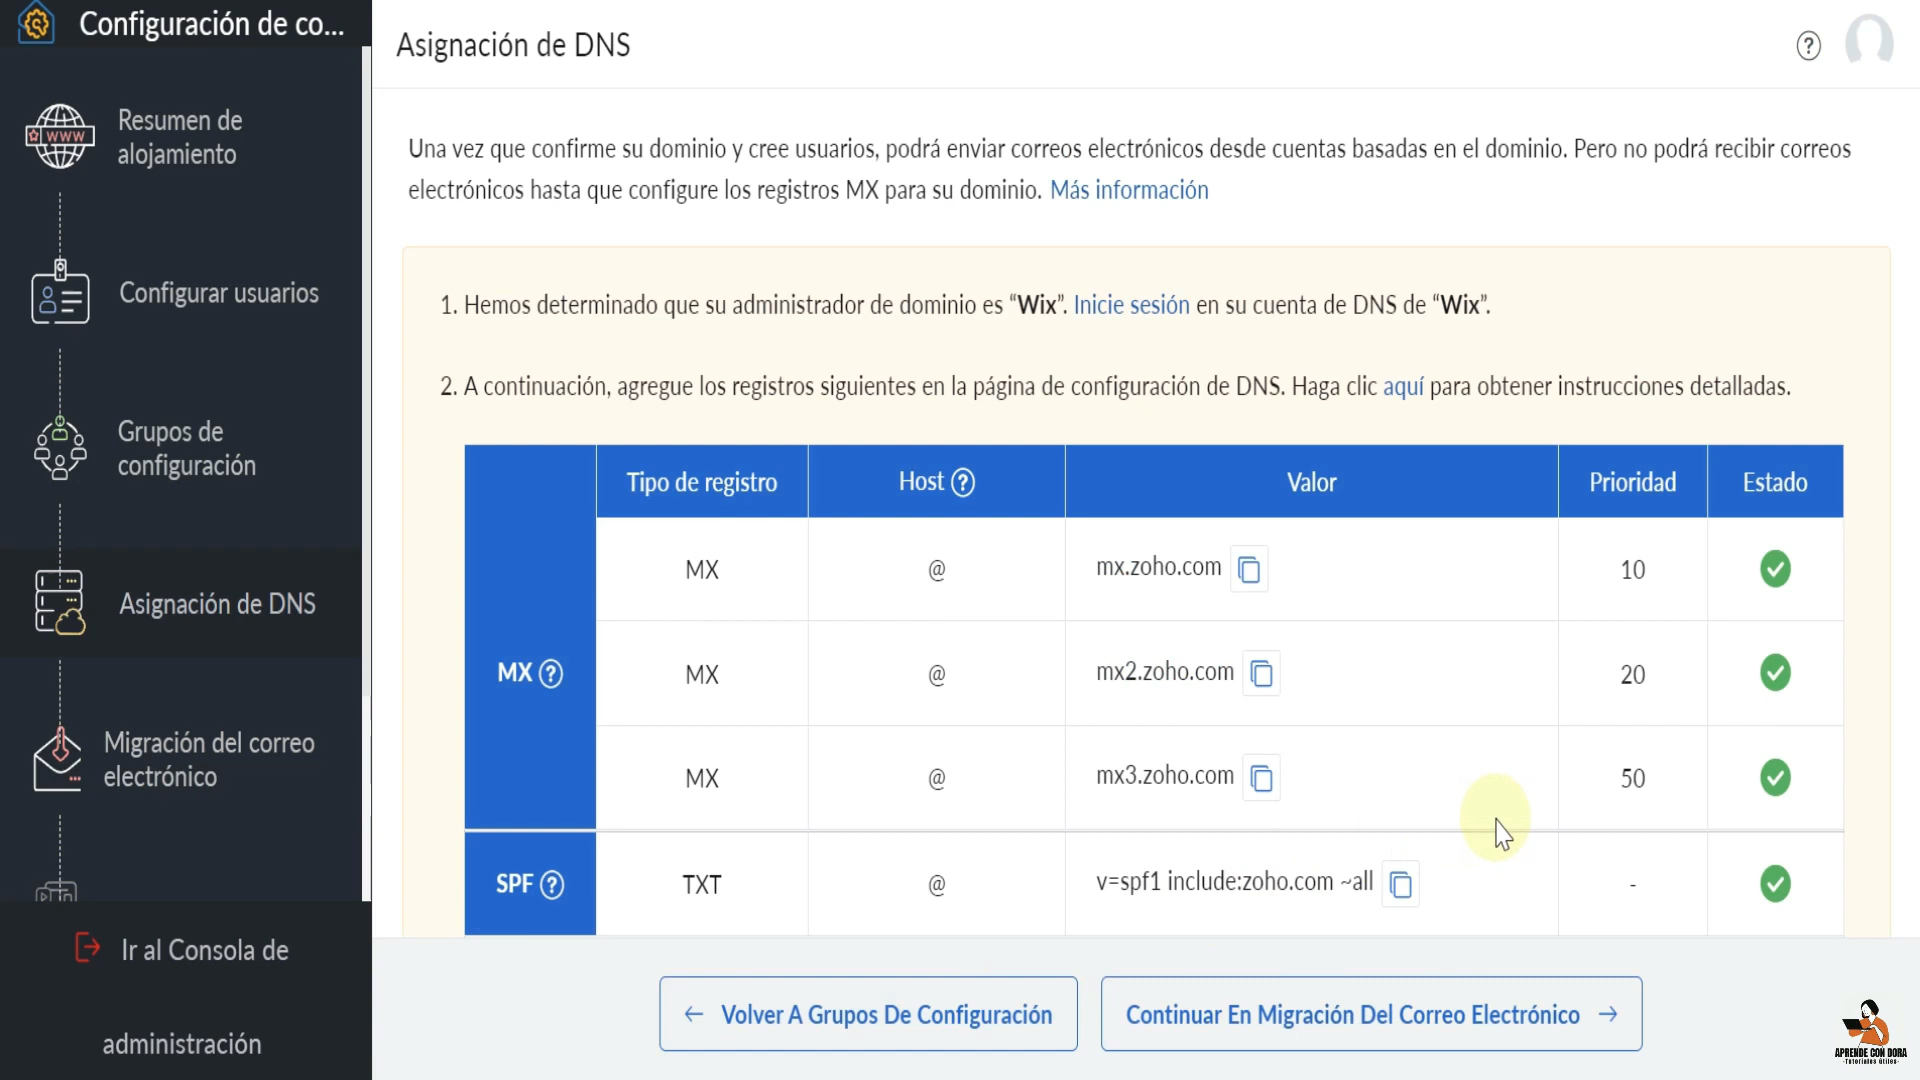 Configuración de co...
Resumen de
alojamiento
Configurar usuarios
Grupos de
configuración
Asignación de DNS
Migración del correo
electrónico
Ir al Consola de
administración
Asignación de DNS
Una vez que confirme su dominio y cree usuarios, podrá enviar correos electrónicos desde cuentas basadas en el dominio. Pero no podrá recibir correos
electrónicos hasta que configure los registros MX para su dominio. Más información
1. Hemos determinado que su administrador de dominio es “Wix”. Inicie sesión en su cuenta de DNS de “Wix”.
2. A continuación, agregue los registros siguientes en la página de configuración de DNS. Haga clic aquí para obtener instrucciones detalladas.
Tipo de registro Host ? Valor Prioridad Estado
MX ?
MX @ mx.zoho.com 10
MX @ mx2.zoho.com 20
MX @ mx3.zoho.com 50
SPF ? TXT @ v=spf1 include:zoho.com ~all -
← Volver A Grupos De Configuración
Continuar En Migración Del Correo Electrónico →
WWW
APRENDE CON DORA
-Tutoriales útiles-